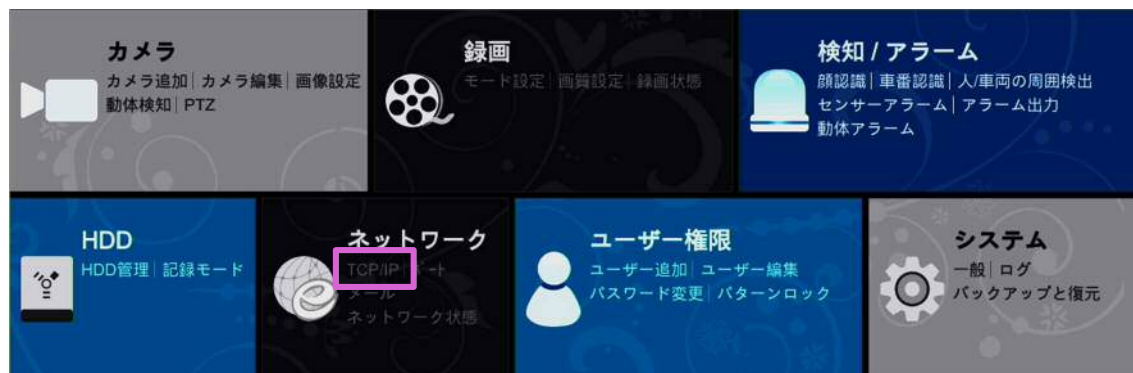 カメラ
カメラ追加│カメラ編集│画像設定
動体検知│PTZ
録画
モード設定│画質設定│録画状態
検知 / アラーム
顔認識│車番認識│人/車両の周囲検出
センサーアラーム│アラーム出力
動体アラーム
HDD
HDD管理│記録モード
ネットワーク
TCP/IP│ポート
メール
ネットワーク状態
ユーザー権限
ユーザー追加│ユーザー編集
パスワード変更│パターンロック
システム
一般│ログ
バックアップと復元